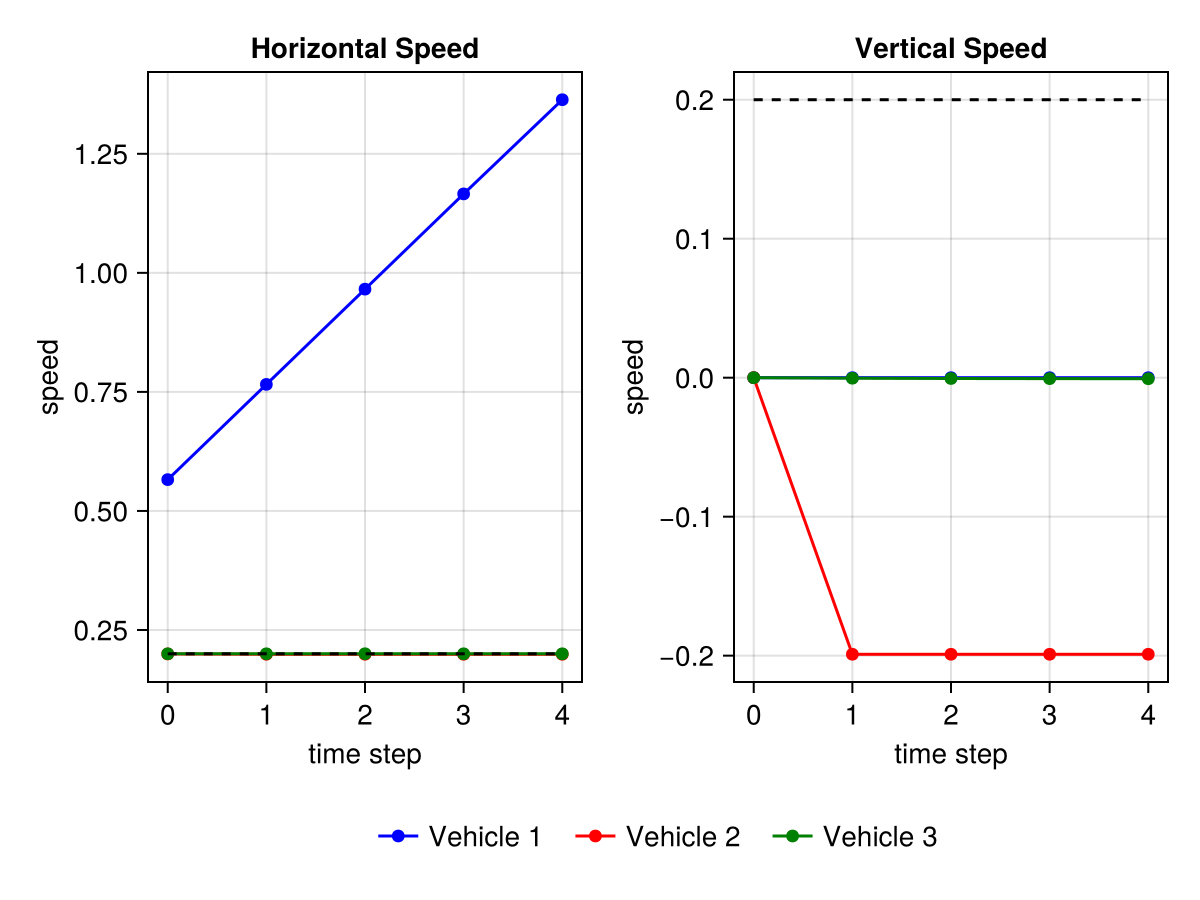 Horizontal Speed
1.25
1.00
0.75
0.50
0.25
speed
0 1 2 3 4
time step
Vertical Speed
0.2
0.1
0.0
−0.1
−0.2
speed
0 1 2 3 4
time step
Vehicle 1 Vehicle 2 Vehicle 3